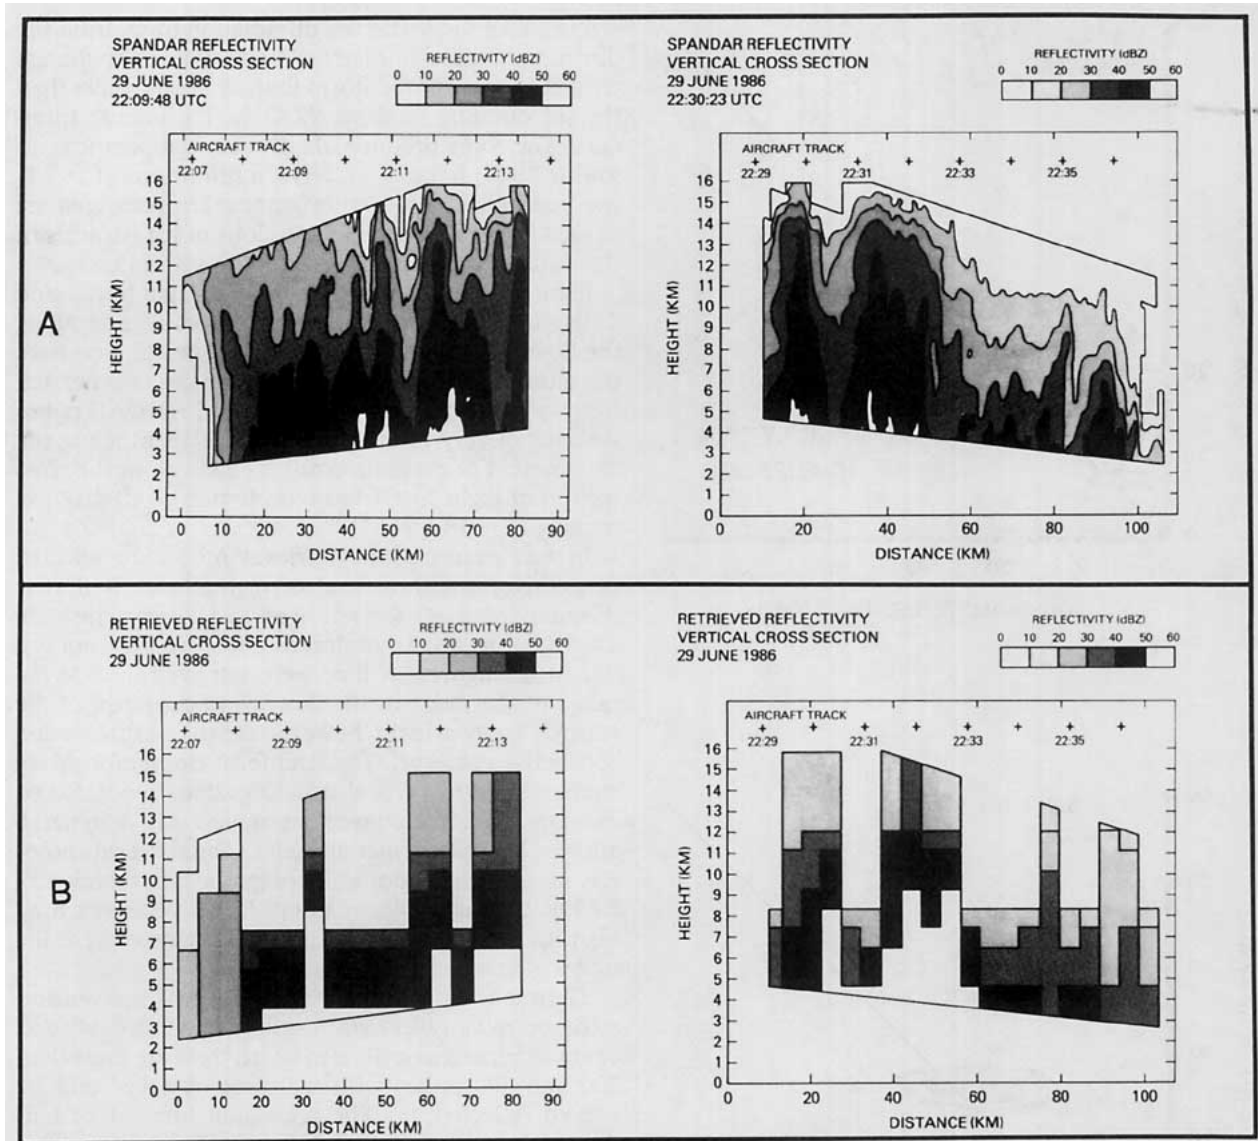 A
SPANDAR REFLECTIVITY
VERTICAL CROSS SECTION
29 JUNE 1986
22:09:48 UTC
REFLECTIVITY (dBZ)
0 10 20 30 40 50 60
AIRCRAFT TRACK
22:07 22:09 22:11 22:13
HEIGHT (KM)
16
15
14
13
12
11
10
9
8
7
6
5
4
3
2
1
0
0 10 20 30 40 50 60 70 80 90
DISTANCE (KM)
SPANDAR REFLECTIVITY
VERTICAL CROSS SECTION
29 JUNE 1986
22:30:23 UTC
REFLECTIVITY (dBZ)
0 10 20 30 40 50 60
AIRCRAFT TRACK
22:29 22:31 22:33 22:35
HEIGHT (KM)
16
15
14
13
12
11
10
9
8
7
6
5
4
3
2
1
0
0 20 40 60 80 100
DISTANCE (KM)
B
RETRIEVED REFLECTIVITY
VERTICAL CROSS SECTION
29 JUNE 1986
REFLECTIVITY (dBZ)
0 10 20 30 40 50 60
AIRCRAFT TRACK
22:07 22:09 22:11 22:13
HEIGHT (KM)
16
15
14
13
12
11
10
9
8
7
6
5
4
3
2
1
0
0 10 20 30 40 50 60 70 80 90
DISTANCE (KM)
RETRIEVED REFLECTIVITY
VERTICAL CROSS SECTION
29 JUNE 1986
REFLECTIVITY (dBZ)
0 10 20 30 40 50 60
AIRCRAFT TRACK
22:29 22:31 22:33 22:35
HEIGHT (KM)
16
15
14
13
12
11
10
9
8
7
6
5
4
3
2
1
0
0 20 40 60 80 100
DISTANCE (KM)